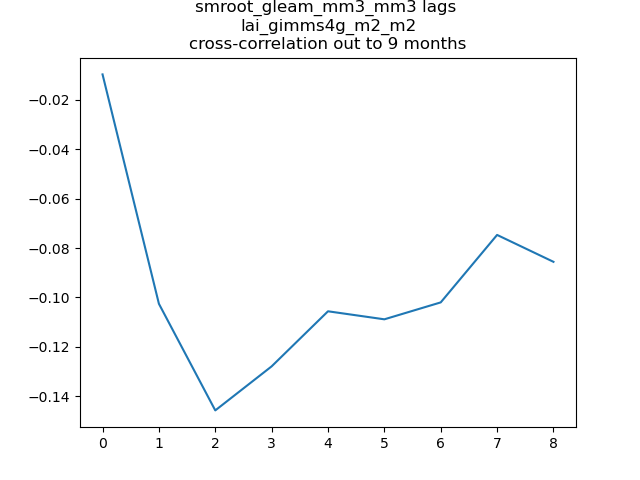 smroot_gleam_mm3_mm3 lags
lai_gimms4g_m2_m2
cross-correlation out to 9 months
−0.02
−0.04
−0.06
−0.08
−0.10
−0.12
−0.14
0 1 2 3 4 5 6 7 8